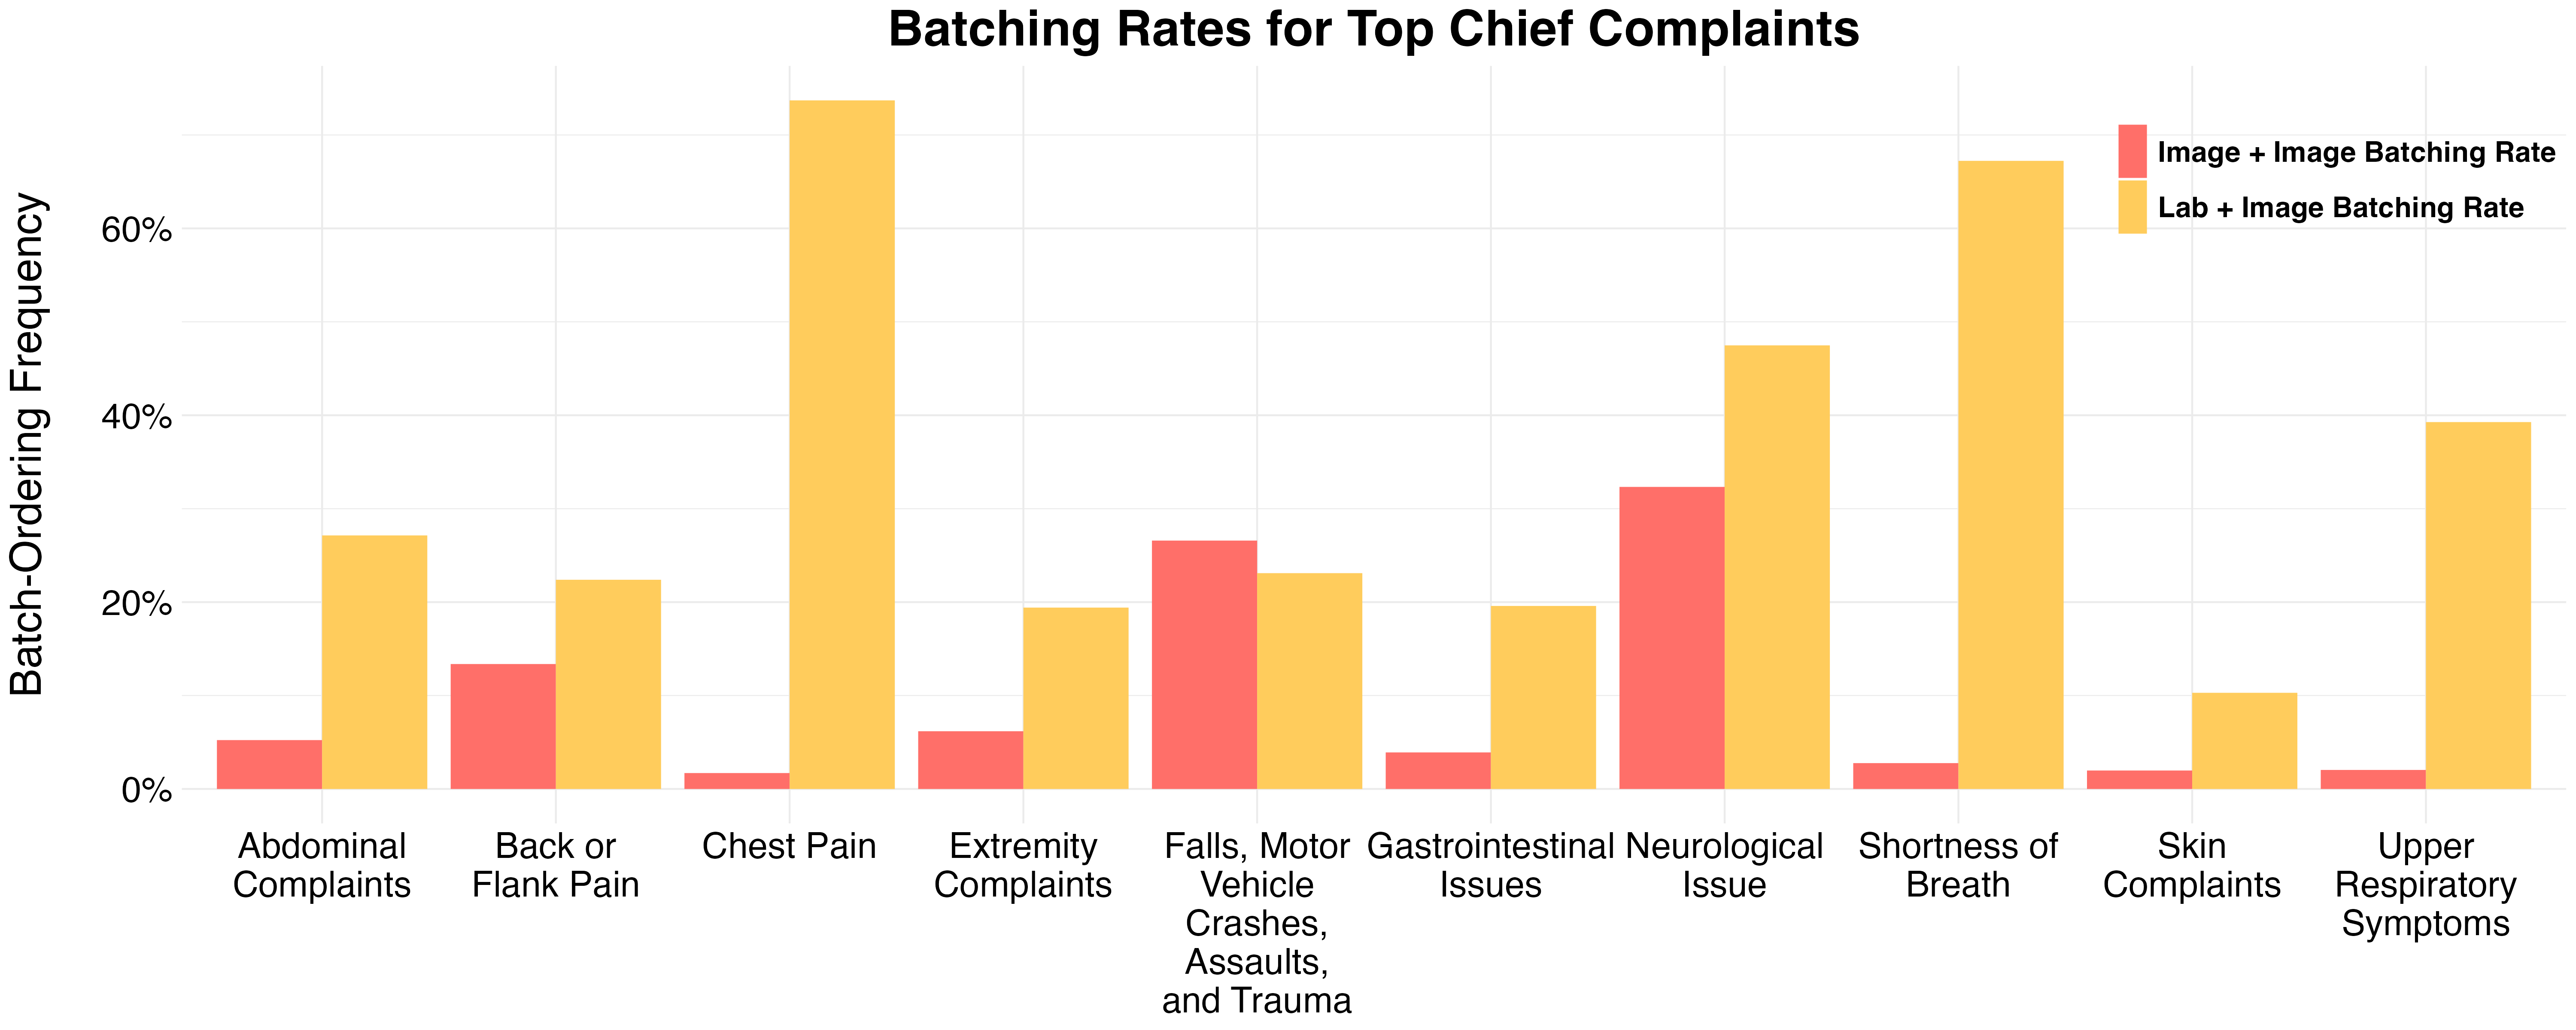 Batching Rates for Top Chief Complaints
Image + Image Batching Rate
Lab + Image Batching Rate
Batch-Ordering Frequency
60%
40%
20%
0%
Abdominal
Complaints
Back or
Flank Pain
Chest Pain
Extremity
Complaints
Falls, Motor
Vehicle
Crashes,
Assaults,
and Trauma
Gastrointestinal
Issues
Neurological
Issue
Shortness of
Breath
Skin
Complaints
Upper
Respiratory
Symptoms